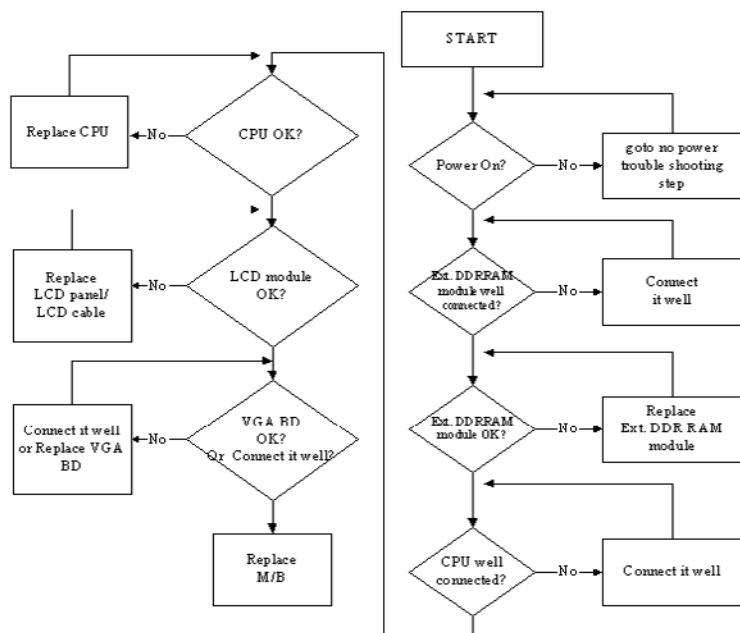 START
Power On?
No
goto no power
trouble shooting
step
Ext. DDRRAM
module well
connected?
No
Connect
it well
Ext. DDRRAM
module OK?
No
Replace
Ext. DDR RAM
module
CPU well
connected?
No
Connect it well
CPU OK?
No
Replace CPU
LCD module
OK?
No
Replace
LCD panel/
LCD cable
VGA BD
OK?
Or Connect it well?
No
Connect it well
or Replace VGA
BD
Replace
M/B